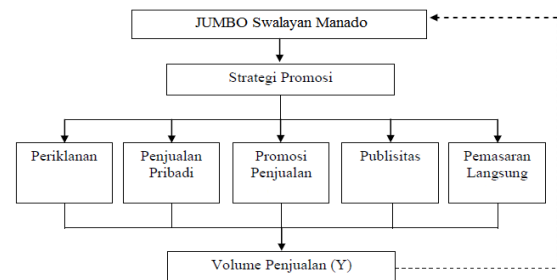 JUMBO Swalayan Manado
Strategi Promosi
Periklanan
Penjualan
Pribadi
Promosi
Penjualan
Publisitas
Pemasaran
Langsung
Volume Penjualan (Y)